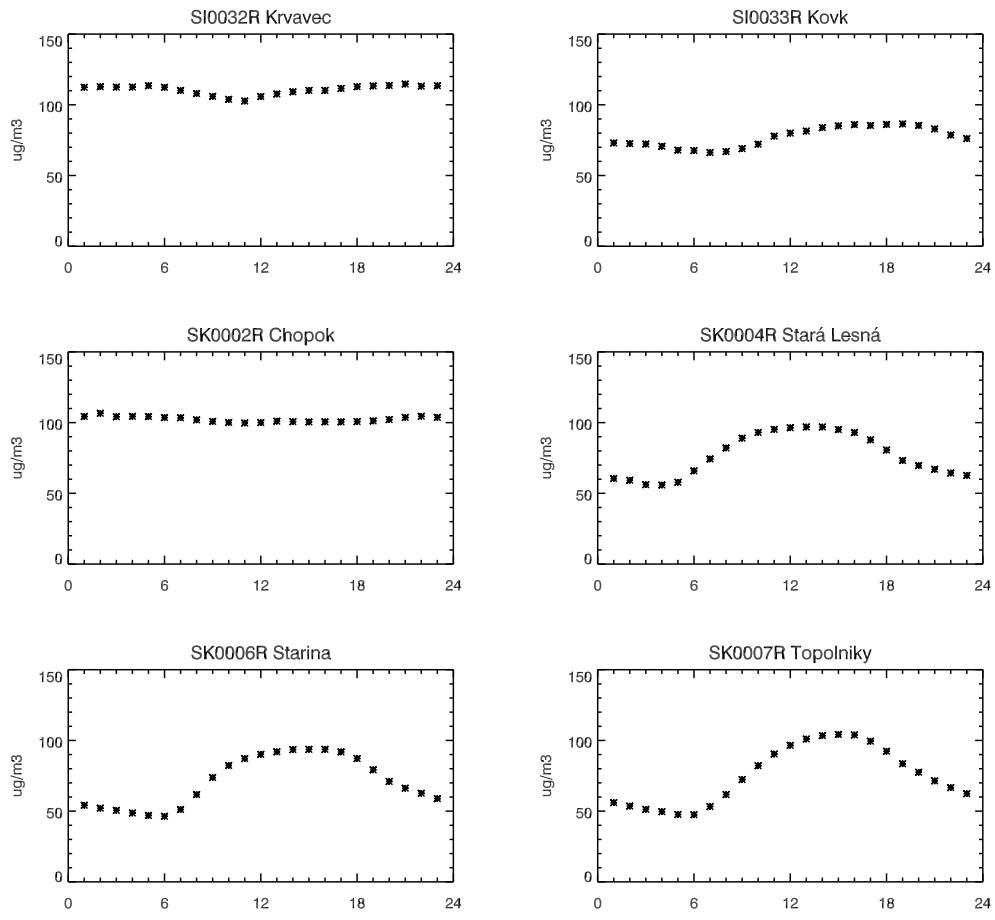 SI0032R Krvavec
150
100
50
0
ug/m3
0 6 12 18 24
SI0033R Kovk
150
100
50
0
ug/m3
0 6 12 18 24
SK0002R Chopok
150
100
50
0
ug/m3
0 6 12 18 24
SK0004R Stará Lesná
150
100
50
0
ug/m3
0 6 12 18 24
SK0006R Starina
150
100
50
0
ug/m3
0 6 12 18 24
SK0007R Topolniky
150
100
50
0
ug/m3
0 6 12 18 24